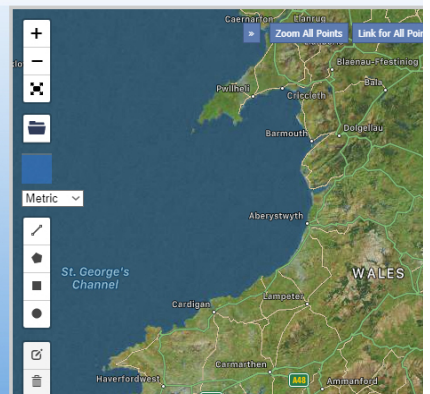 Caernarfon
Llanrug
+
»
Zoom All Points
Link for All Poi
Blaenau-Ffestiniog
−
Bala
Pwllheli
Criccieth
Barmouth
Dolgellau
Metric
Aberystwyth
St. George's
Channel
WALES
Lampeter
Cardigan
Carmarthen
Haverfordwest
A48
Ammanford